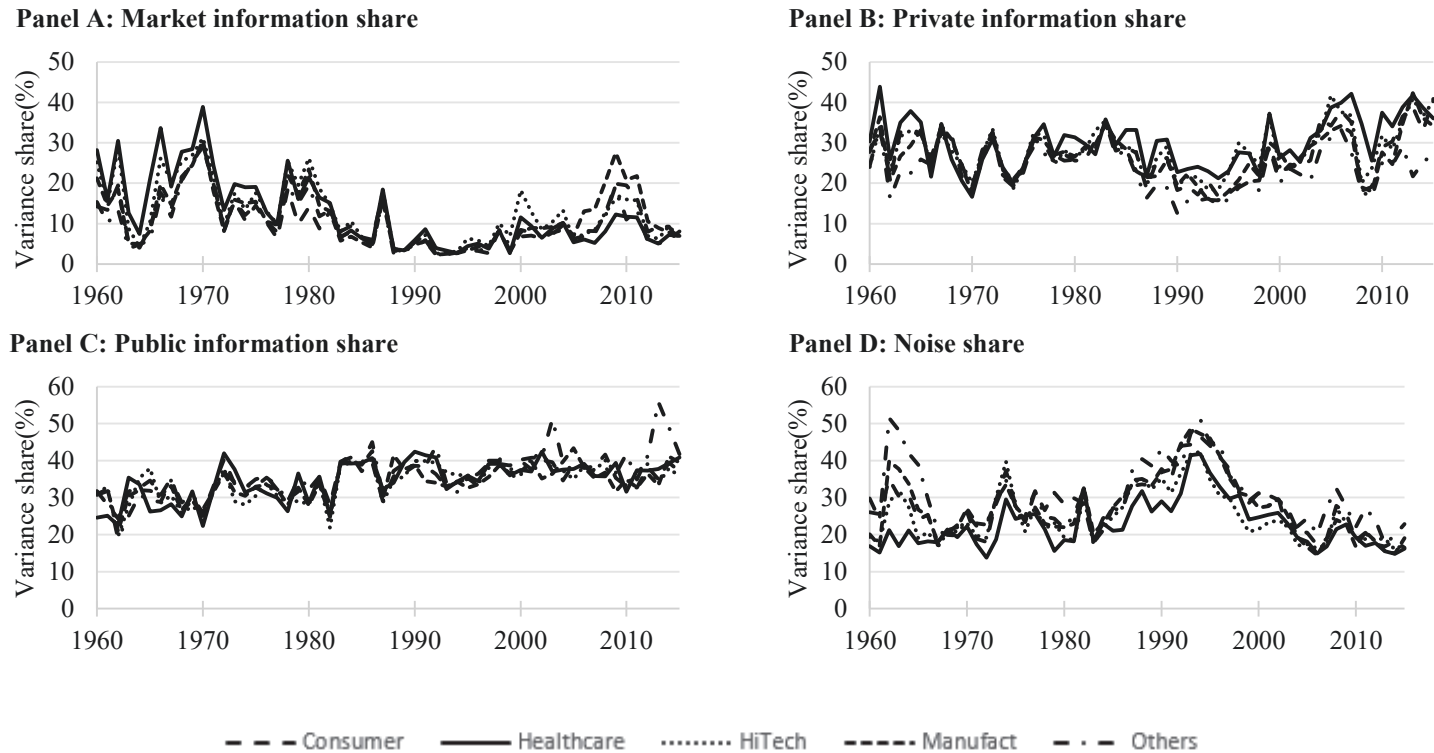 Panel A: Market information share
Variance share(%)
50
40
30
20
10
0
1960 1970 1980 1990 2000 2010
Panel B: Private information share
Variance share(%)
50
40
30
20
10
0
1960 1970 1980 1990 2000 2010
Panel C: Public information share
Variance share(%)
60
50
40
30
20
10
0
1960 1970 1980 1990 2000 2010
Panel D: Noise share
Variance share(%)
60
50
40
30
20
10
0
1960 1970 1980 1990 2000 2010
Consumer Healthcare HiTech Manufact Others